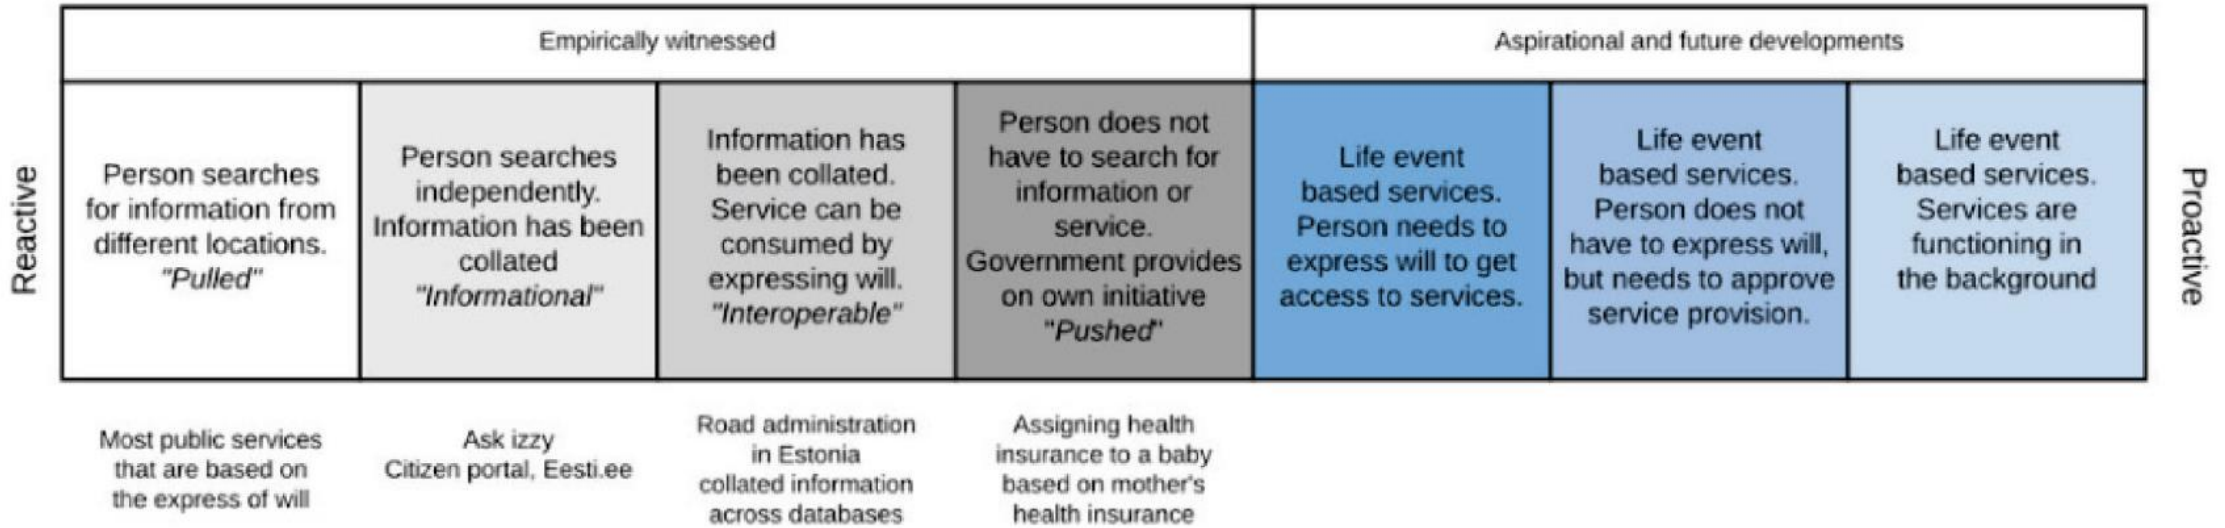 Empirically witnessed
Aspirational and future developments
Reactive
Person searches
for information from
different locations.
"Pulled"
Person searches
independently.
Information has been
collated
"Informational"
Information has
been collated.
Service can be
consumed by
expressing will.
"Interoperable"
Person does not
have to search for
information or
service.
Government provides
on own initiative
"Pushed"
Life event
based services.
Person needs to
express will to get
access to services.
Life event
based services.
Person does not
have to express will,
but needs to approve
service provision.
Life event
based services.
Services are
functioning in
the background
Proactive
Most public services
that are based on
the express of will
Ask izzy
Citizen portal, Eesti.ee
Road administration
in Estonia
collated information
across databases
Assigning health
insurance to a baby
based on mother's
health insurance